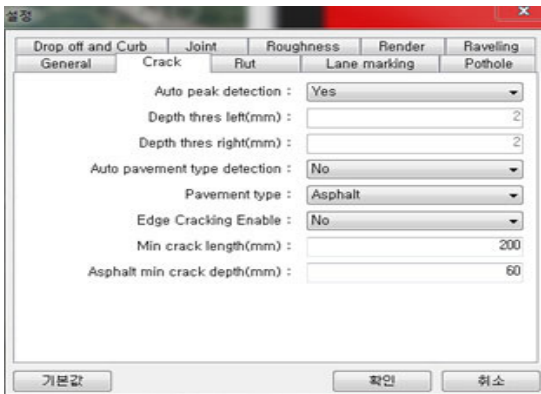 설정
Drop off and Curb Joint Roughness Render Raveling
General Crack Rut Lane marking Pothole
Auto peak detection : Yes
Depth thres left(mm) : 2
Depth thres right(mm) : 2
Auto pavement type detection : No
Pavement type : Asphalt
Edge Cracking Enable : No
Min crack length(mm) : 200
Asphalt min crack depth(mm) : 60
기본값 확인 취소